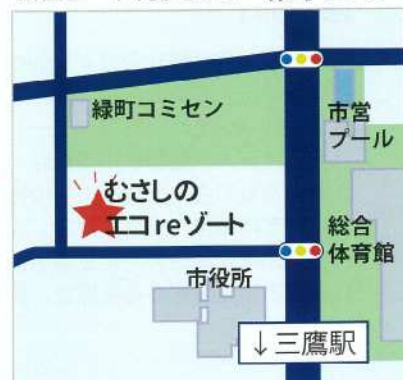 緑町コミセン
市営
プール
むさしの
エコreゾート
総合
体育館
市役所
↓三鷹駅